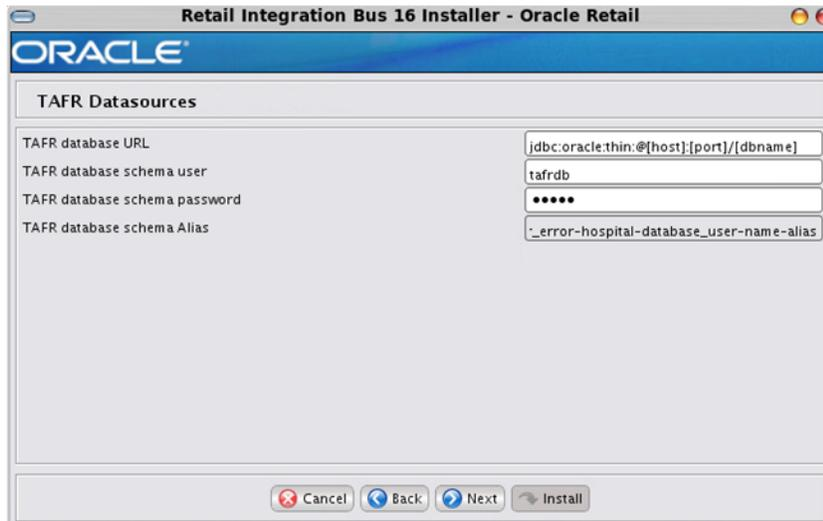 Retail Integration Bus 16 Installer - Oracle Retail
ORACLE
TAFR Datasources
TAFR database URL
jdbc:oracle:thin:@[host]:[port]/[dbname]
TAFR database schema user
tafrdb
TAFR database schema password
•••••
TAFR database schema Alias
_error-hospital-database_user-name-alias
Cancel Back Next Install